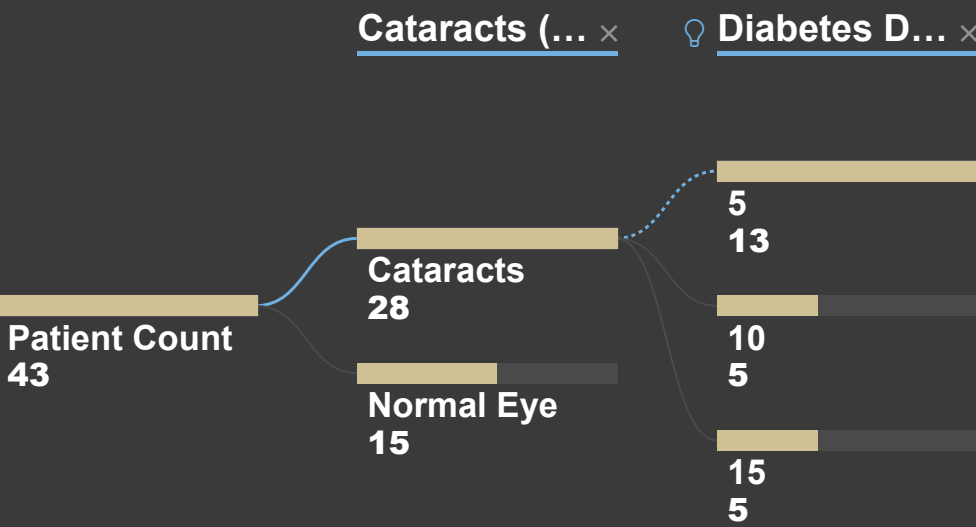 Cataracts (...
Diabetes D...
Patient Count
43
Cataracts
28
Normal Eye
15
5
13
10
5
15
5